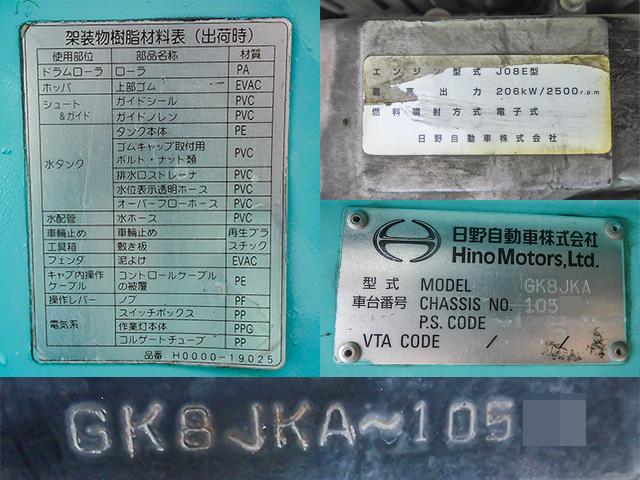 架装物樹脂材料表（出荷時）
使用部位 部品名称 材質
ドラムローラ ローラ PA
ホッパ 上部ゴム EVAC
シュート&ガイド ガイドシール PVC
ガイドノレン PVC
水タンク タンク本体 PE
ゴムキャップ取付用 ボルト・ナット類 PVC
排水口ストレーナ PVC
水位表示透明ホース PVC
オーバーフローホース PVC
水配管 水ホース PVC
車輪止め 車輪止め 再生プラ
工具箱 敷き板 スチック
フェンダ 泥よけ EVAC
キャブ内操作ケーブル コントロールケーブルの被覆 PE
操作レバー ノブ PF
電気系 スイッチボックス PP
作業灯本体 PPG
コルゲートチューブ PP
品番 H0000-19025
エンジン型式 J08E型
最高出力 206kW/2500r.p.m
燃料噴射方式 電子式
日野自動車株式会社
日野自動車株式会社
Hino Motors, Ltd.
型式 MODEL GK8JKA
車台番号 CHASSIS NO. 105
P.S. CODE
VTA CODE / /
GK8JKA~105